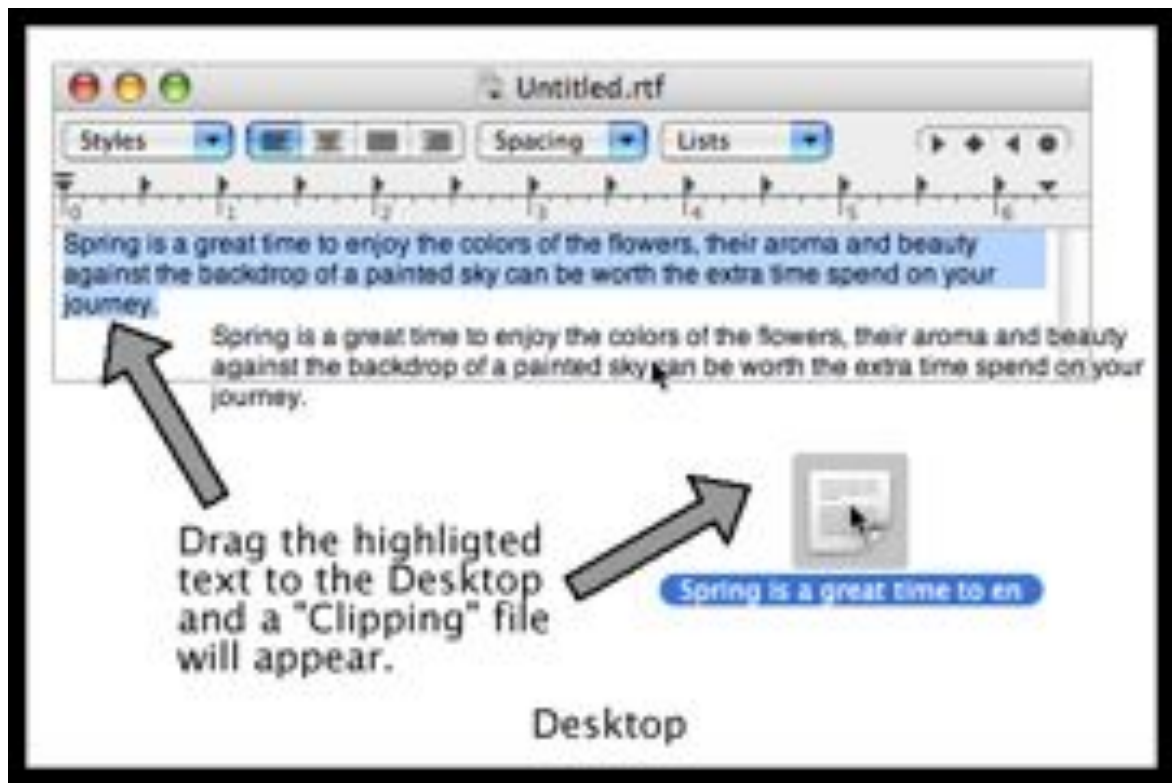 Untitled.rtf
Styles Spacing Lists
0 1 2 3 4 5 6
Spring is a great time to enjoy the colors of the flowers, their aroma and beauty
against the backdrop of a painted sky can be worth the extra time spend on your
journey.
Spring is a great time to enjoy the colors of the flowers, their aroma and beauty
against the backdrop of a painted sky can be worth the extra time spend on your
journey.
Drag the highligted
text to the Desktop
and a "Clipping" file
will appear.
Spring is a great time to en
Desktop